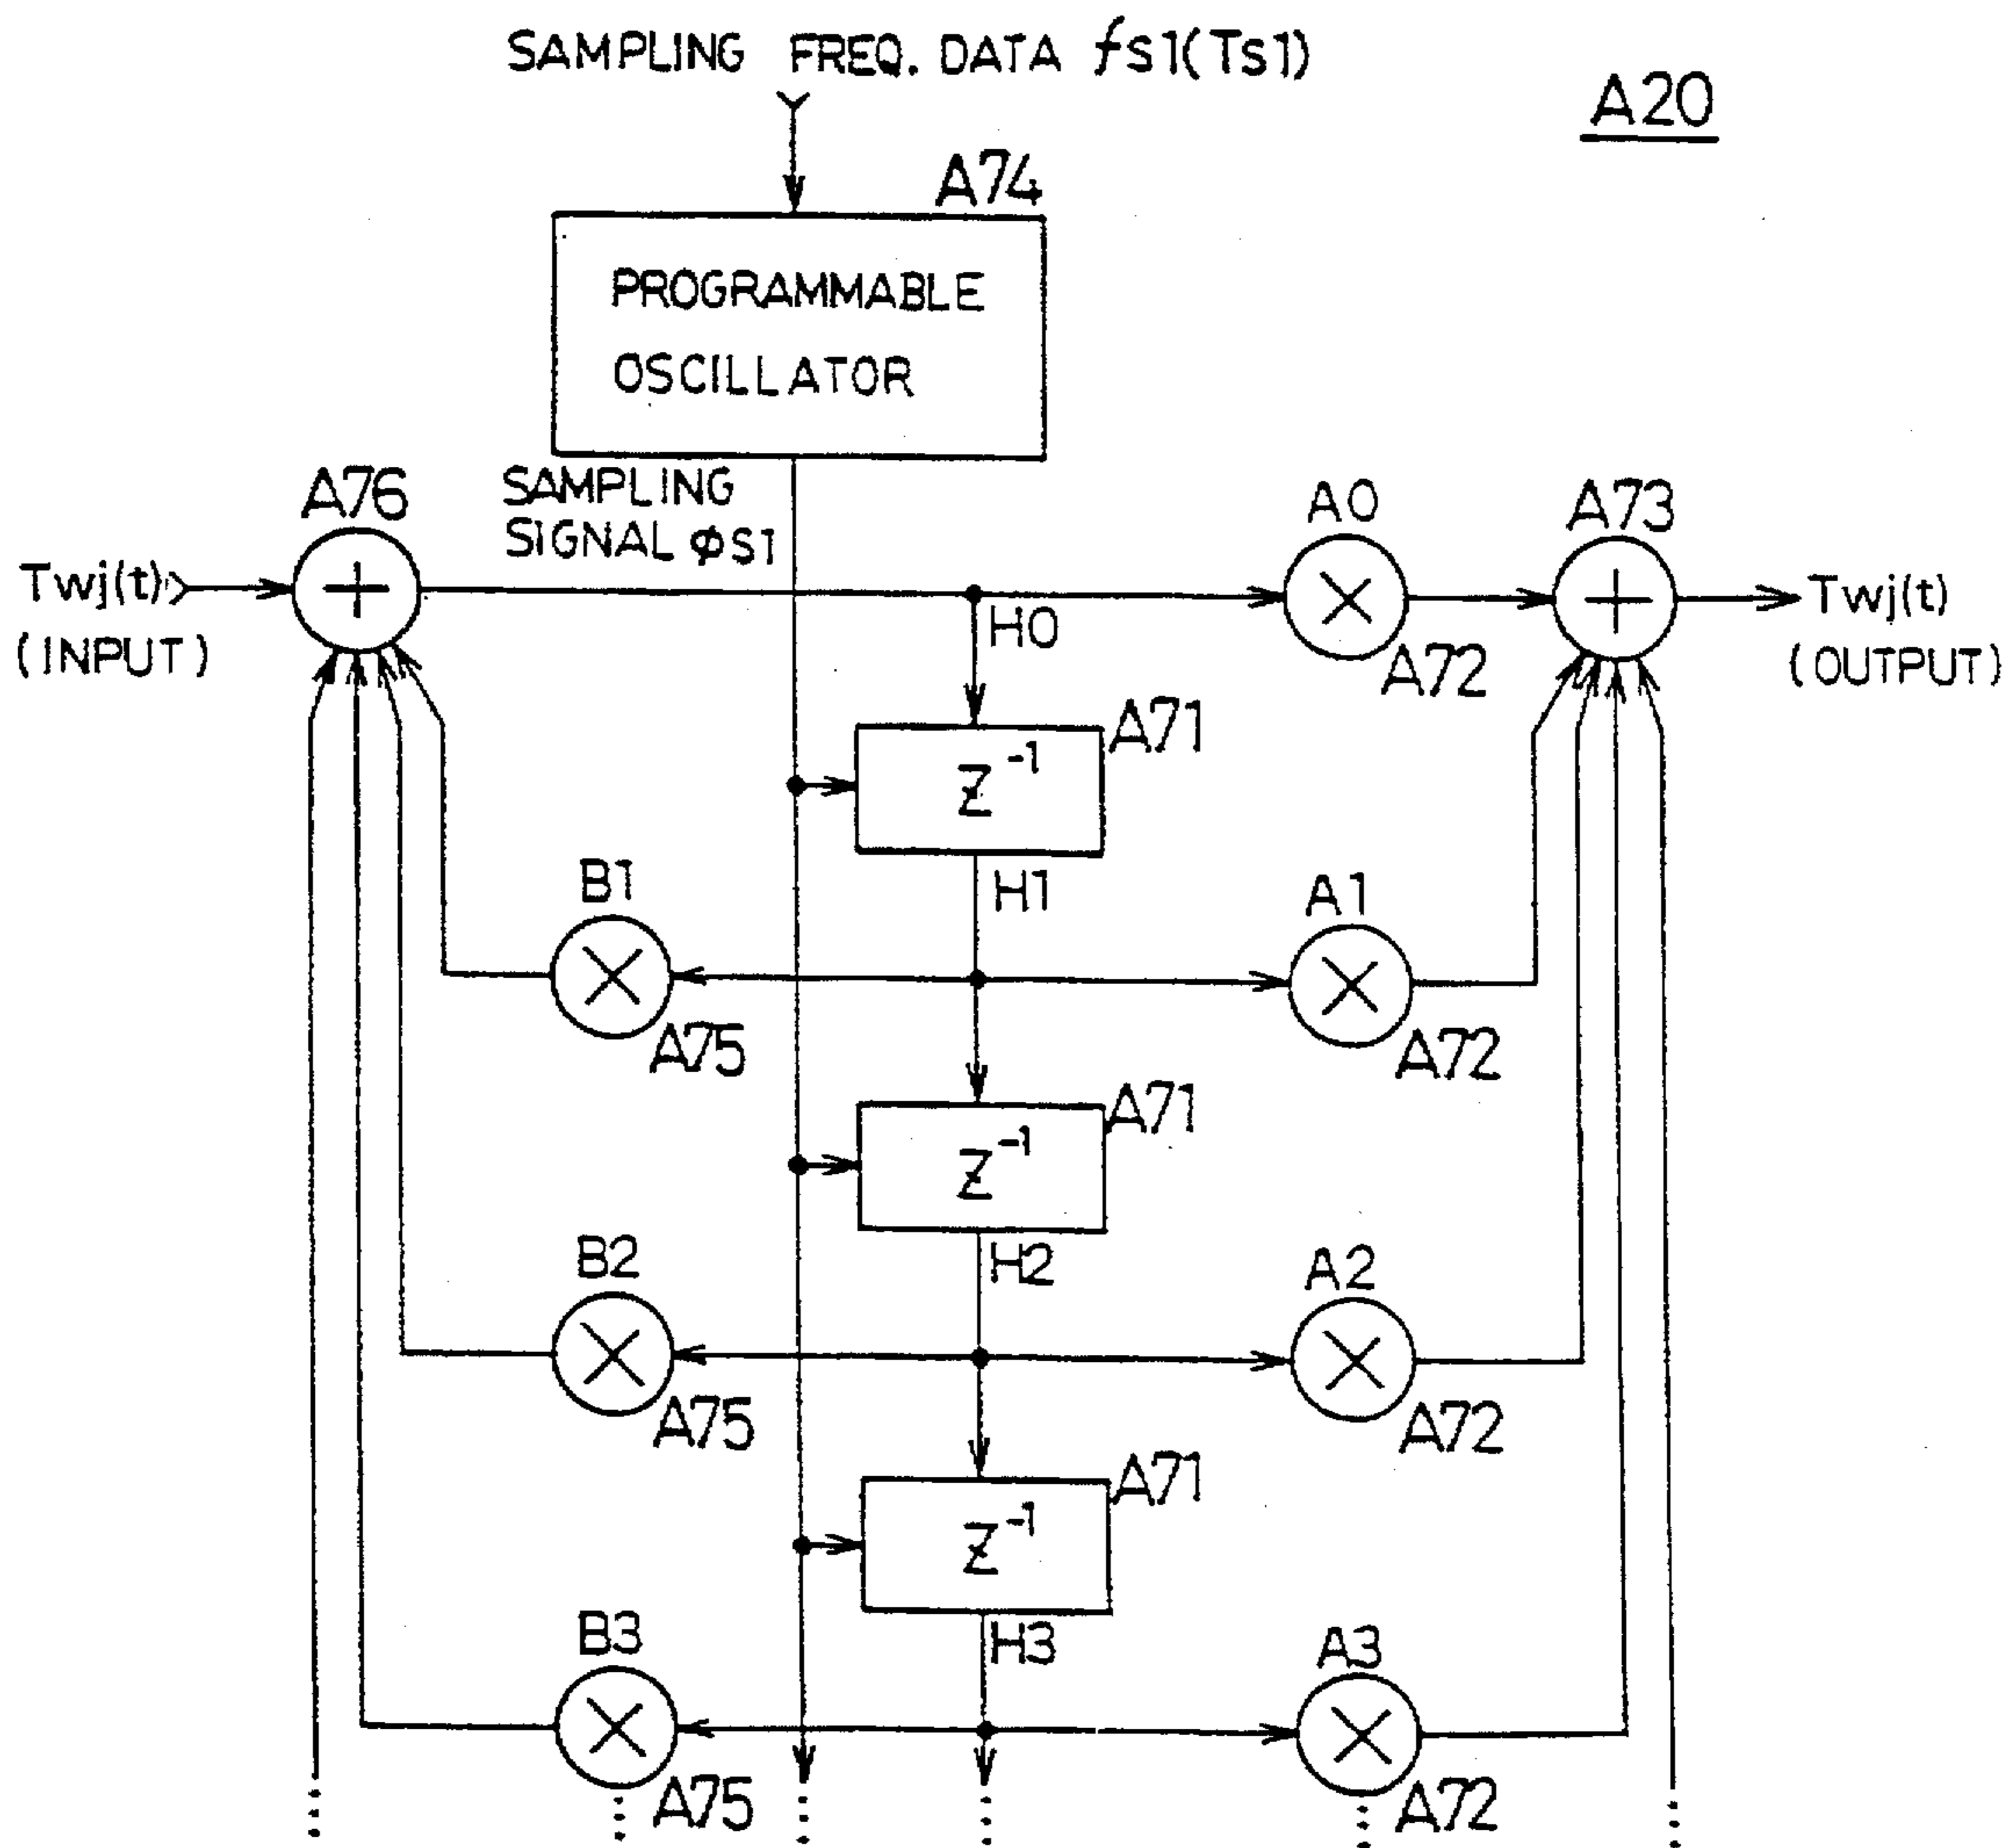 SAMPLING FREQ. DATA fs1(Ts1)
A20
A74
PROGRAMMABLE
OSCILLATOR
A76
SAMPLING
SIGNAL φs1
A0
A73
Twj(t)
(INPUT)
+
H0
×
A72
+
Twj(t)
(OUTPUT)
A71
Z⁻¹
B1
H1
A1
×
×
A75
A72
A71
Z⁻¹
B2
H2
A2
×
×
A75
A72
A71
Z⁻¹
B3
H3
A3
×
×
A75
A72